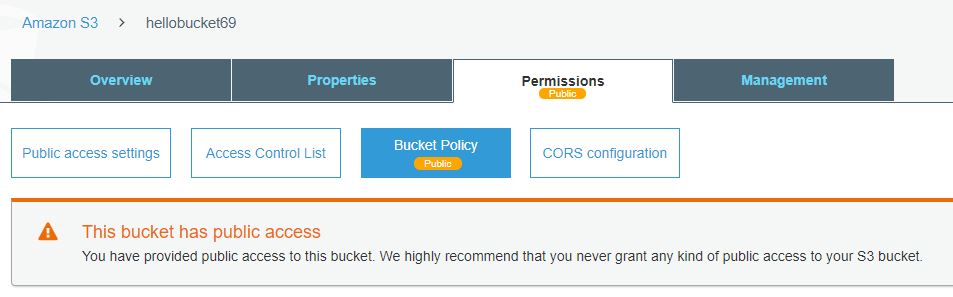 Amazon S3 > hellobucket69
Overview Properties Permissions Management
Public
Public access settings Access Control List Bucket Policy CORS configuration
Public
This bucket has public access
You have provided public access to this bucket. We highly recommend that you never grant any kind of public access to your S3 bucket.